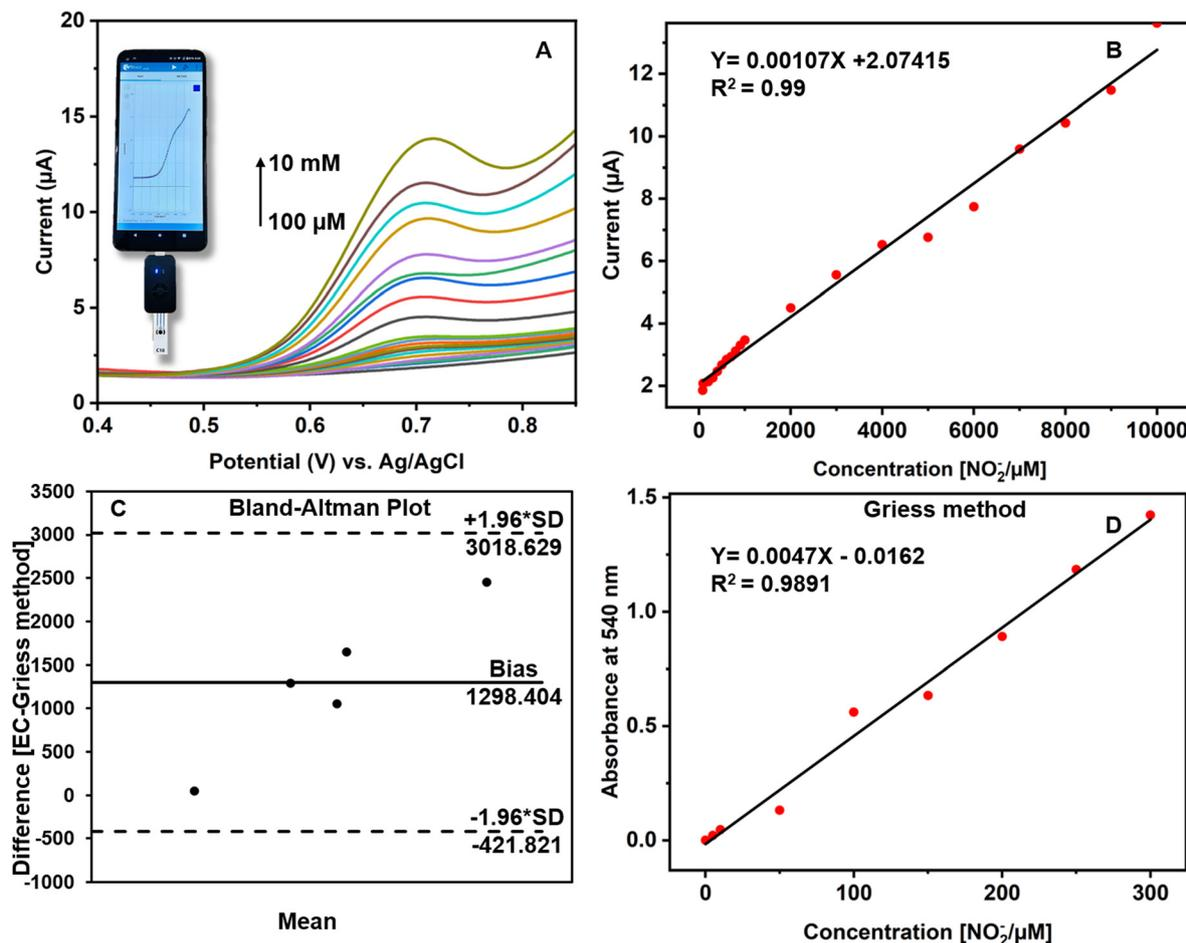 20
15
10
5
0
Current (µA)
A
10 mM
100 µM
C10
0.4
0.5
0.6
0.7
0.8
Potential (V) vs. Ag/AgCl
Y= 0.00107X +2.07415
R² = 0.99
B
12
10
8
6
4
2
Current (µA)
0
2000
4000
6000
8000
10000
Concentration [NO₂⁻/µM]
3500
3000
2500
2000
1500
1000
500
0
-500
-1000
Difference [EC-Griess method]
C
Bland-Altman Plot
+1.96*SD
3018.629
Bias
1298.404
-1.96*SD
-421.821
Mean
1.5
1.0
0.5
0.0
Absorbance at 540 nm
Griess method
D
Y= 0.0047X - 0.0162
R² = 0.9891
0
100
200
300
Concentration [NO₂⁻/µM]